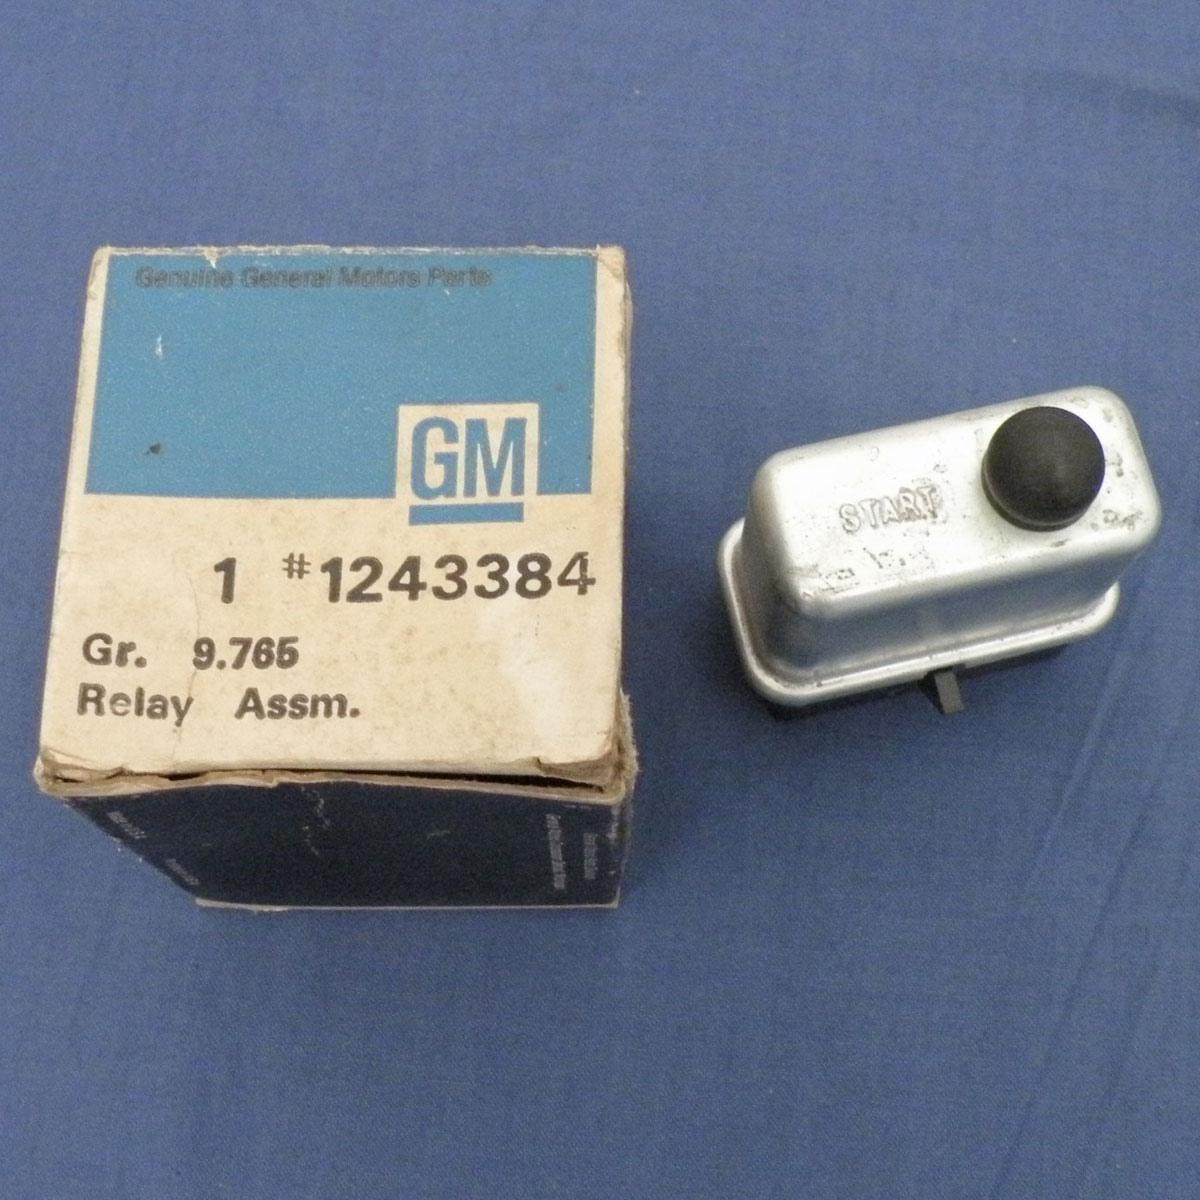 Genuine General Motors Parts
GM
1 #1243384
Gr. 9.765
Relay Assm.
START